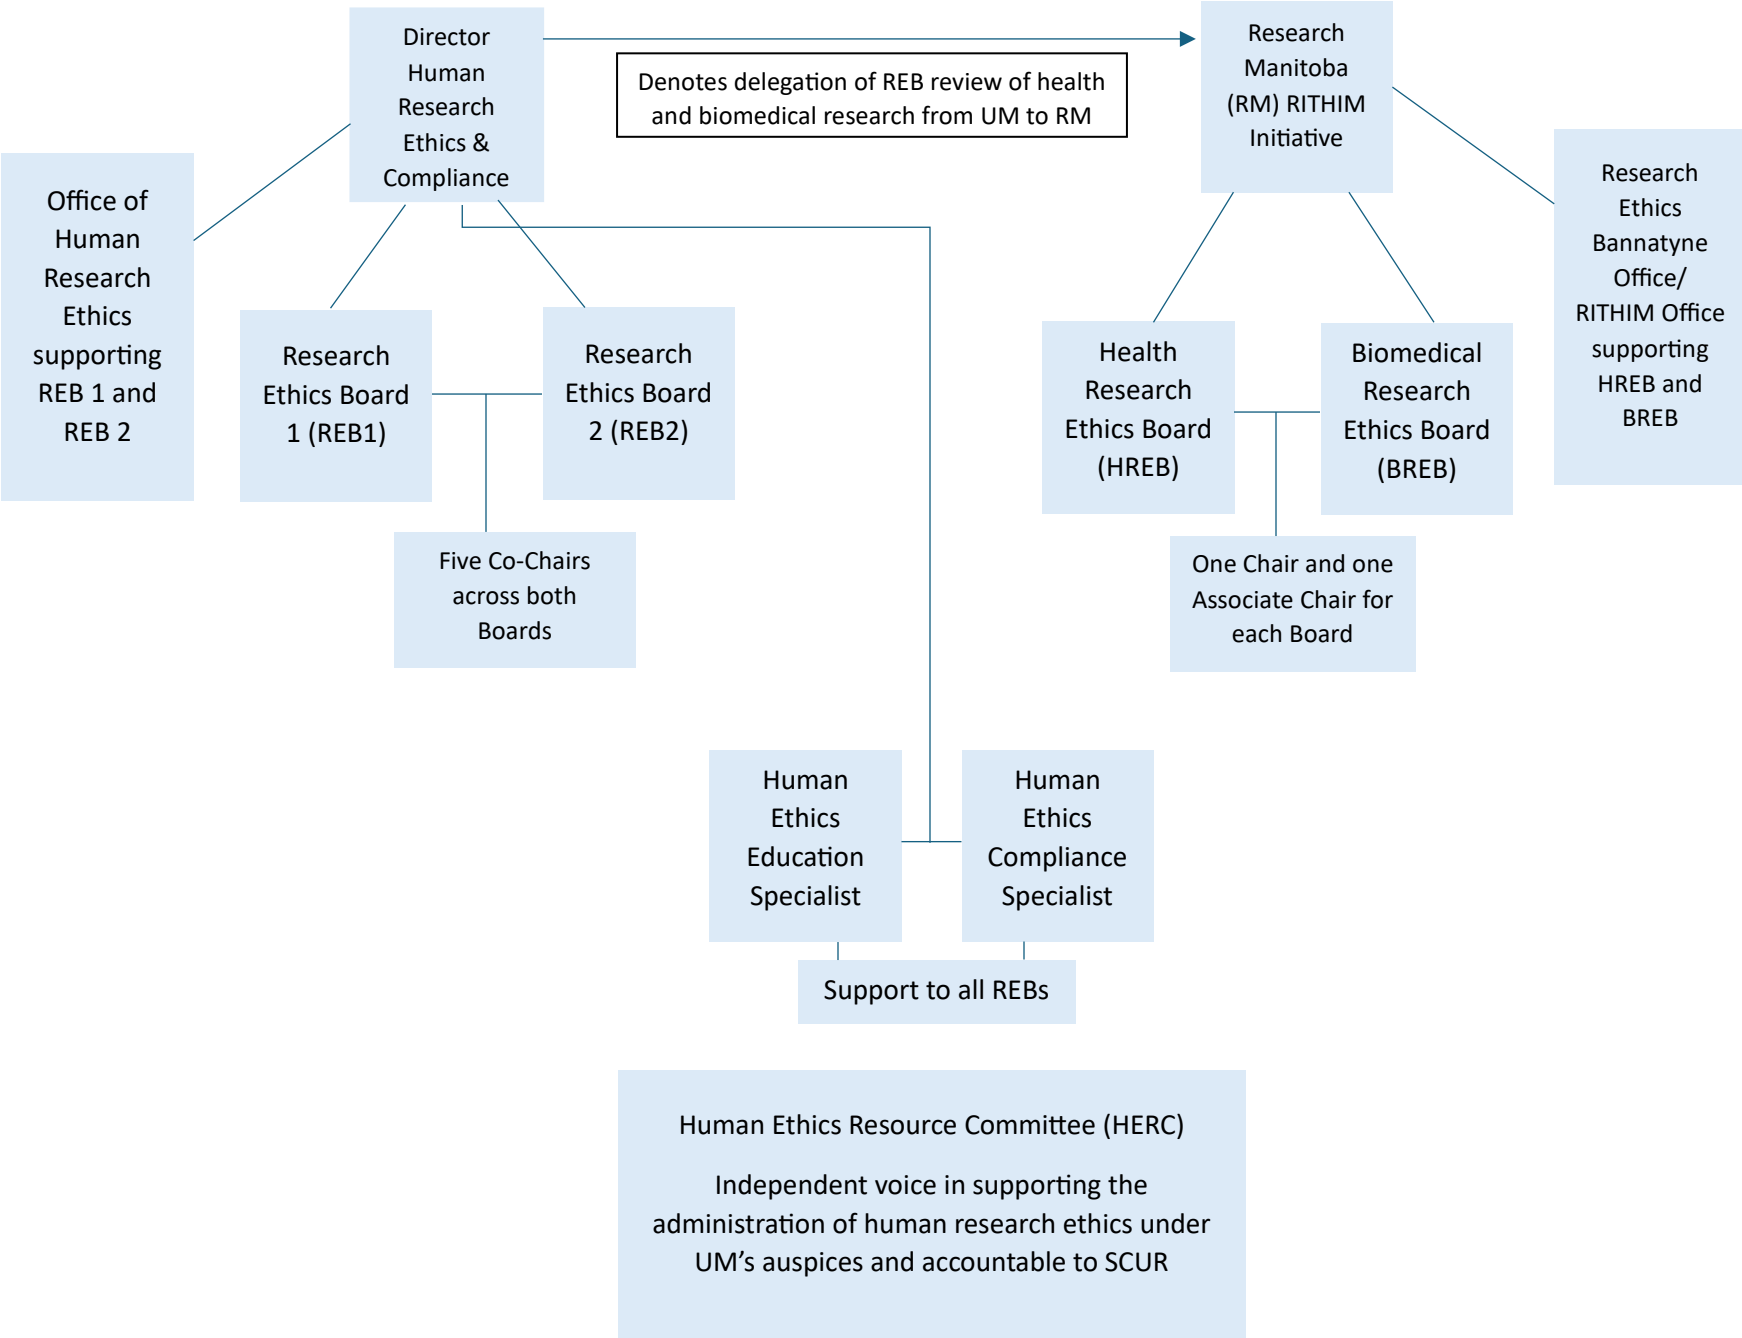 Director
Human
Research
Ethics &
Compliance
Denotes delegation of REB review of health
and biomedical research from UM to RM
Research
Manitoba
(RM) RITHIM
Initiative
Office of
Human
Research
Ethics
supporting
REB 1 and
REB 2
Research
Ethics Board
1 (REB1)
Research
Ethics Board
2 (REB2)
Health
Research
Ethics Board
(HREB)
Biomedical
Research
Ethics Board
(BREB)
Research
Ethics
Bannatyne
Office/
RITHIM Office
supporting
HREB and
BREB
Five Co-Chairs
across both
Boards
One Chair and one
Associate Chair for
each Board
Human
Ethics
Education
Specialist
Human
Ethics
Compliance
Specialist
Support to all REBs
Human Ethics Resource Committee (HERC)
Independent voice in supporting the
administration of human research ethics under
UM’s auspices and accountable to SCUR